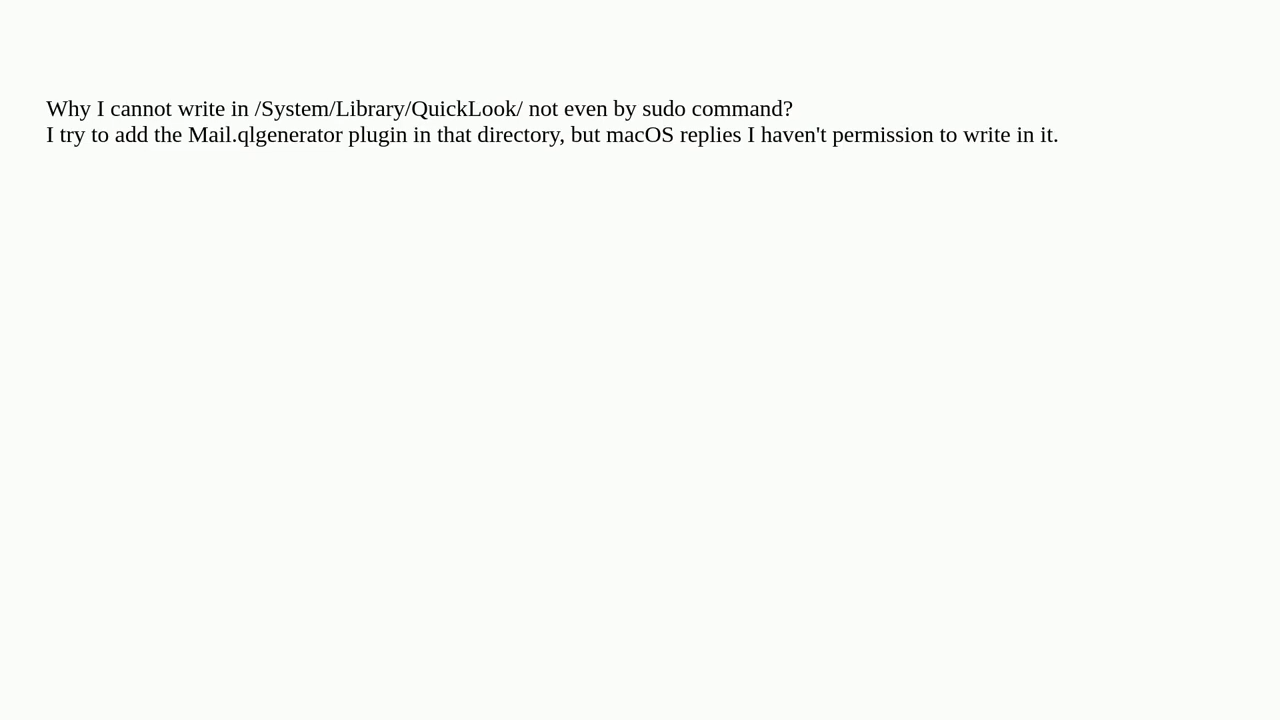 Why I cannot write in /System/Library/QuickLook/ not even by sudo command?
I try to add the Mail.qlgenerator plugin in that directory, but macOS replies I haven't permission to write in it.